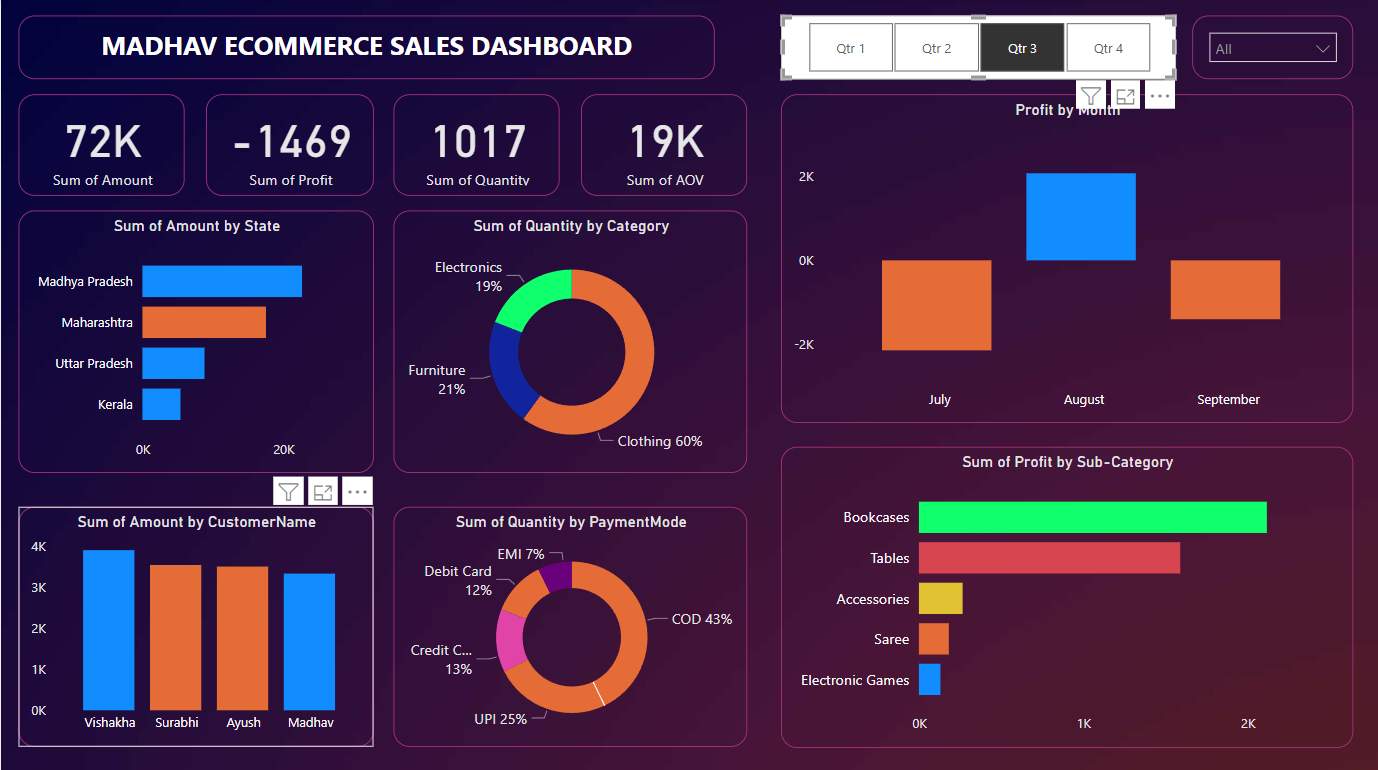 MADHAV ECOMMERCE SALES DASHBOARD
Qtr 1
Qtr 2
Qtr 3
Qtr 4
All
72K
Sum of Amount
-1469
Sum of Profit
1017
Sum of Quantity
19K
Sum of AOV
Profit by Month
2K
0K
-2K
July
August
September
Sum of Amount by State
Madhya Pradesh
Maharashtra
Uttar Pradesh
Kerala
0K
20K
Sum of Quantity by Category
Electronics
19%
Furniture
21%
Clothing 60%
Sum of Profit by Sub-Category
Bookcases
Tables
Accessories
Saree
Electronic Games
0K
1K
2K
Sum of Amount by CustomerName
4K
3K
2K
1K
0K
Vishakha
Surabhi
Ayush
Madhav
Sum of Quantity by PaymentMode
EMI 7%
Debit Card
12%
Credit C...
13%
UPI 25%
COD 43%